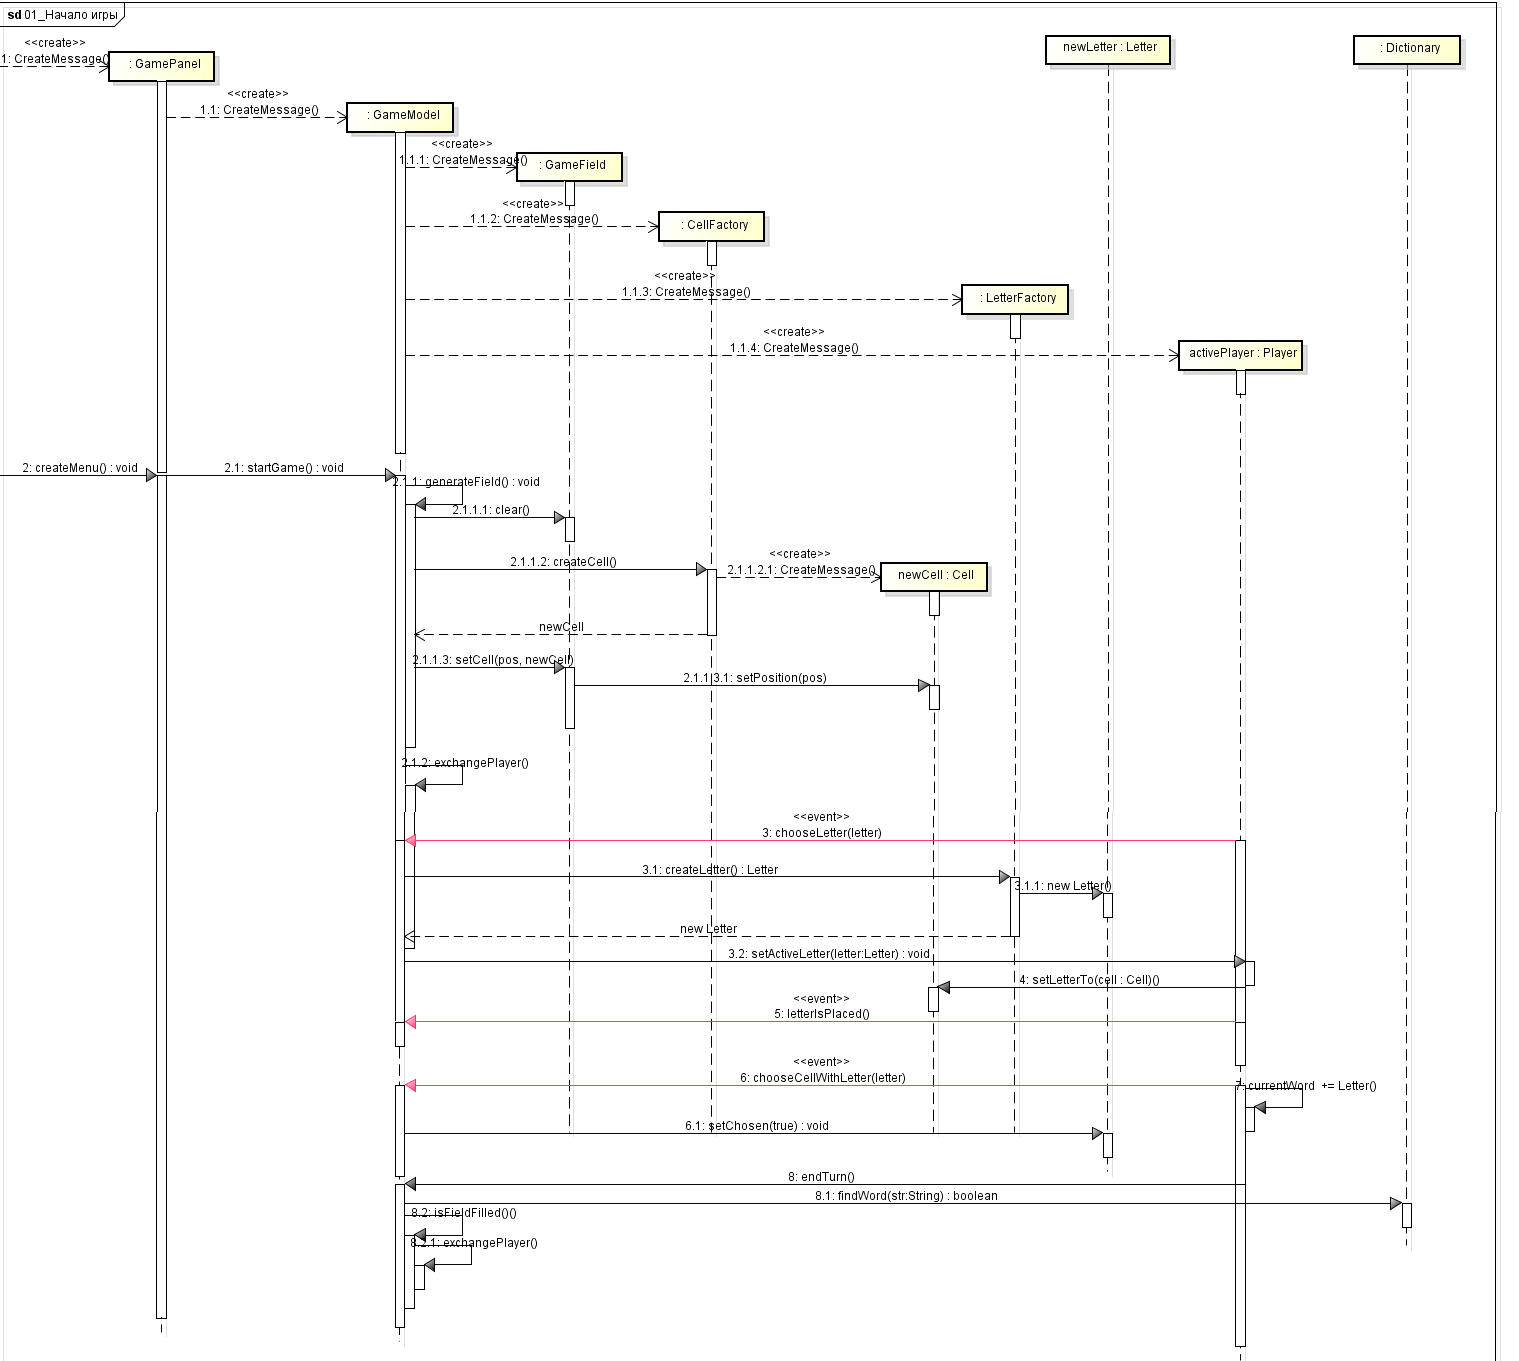 sd 01_Начало игры
<<create>>
1: CreateMessage()
: GamePanel
newLetter : Letter
: Dictionary
<<create>>
1.1: CreateMessage()
: GameModel
<<create>>
1.1.1: CreateMessage()
: GameField
<<create>>
1.1.2: CreateMessage()
: CellFactory
<<create>>
1.1.3: CreateMessage()
: LetterFactory
<<create>>
1.1.4: CreateMessage()
activePlayer : Player
2: createMenu() : void
2.1: startGame() : void
2.1.1: generateField() : void
2.1.1.1: clear()
2.1.1.2: createCell()
<<create>>
2.1.1.2.1: CreateMessage()
newCell : Cell
newCell
2.1.1.3: setCell(pos, newCell)
2.1.1.3.1: setPosition(pos)
2.1.2: exchangePlayer()
<<event>>
3: chooseLetter(letter)
3.1: createLetter() : Letter
3.1.1: new Letter()
new Letter
3.2: setActiveLetter(letter:Letter) : void
4: setLetterTo(cell : Cell)()
<<event>>
5: letterIsPlaced()
<<event>>
6: chooseCellWithLetter(letter)
7: currentWord += Letter()
6.1: setChosen(true) : void
8: endTurn()
8.1: findWord(str:String) : boolean
8.2: isFieldFilled()()
8.2.1: exchangePlayer()